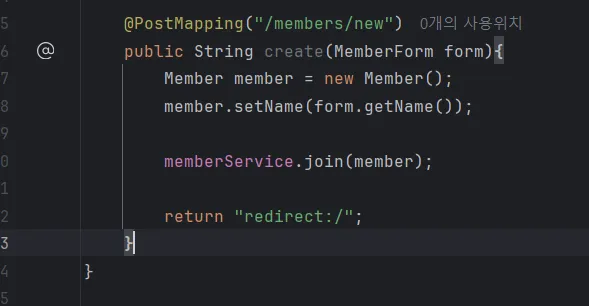 5 @PostMapping("/members/new") 0개의 사용위치
6 @ public String create(MemberForm form){
7 Member member = new Member();
8 member.setName(form.getName());
9
0 memberService.join(member);
1
2 return "redirect:/";
3 }
4 }
5